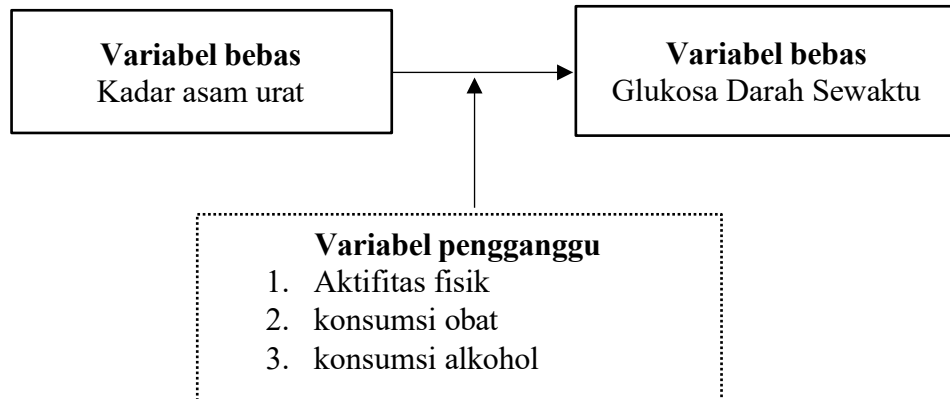 Variabel bebas
Kadar asam urat
Variabel bebas
Glukosa Darah Sewaktu
Variabel pengganggu
1. Aktifitas fisik
2. konsumsi obat
3. konsumsi alkohol